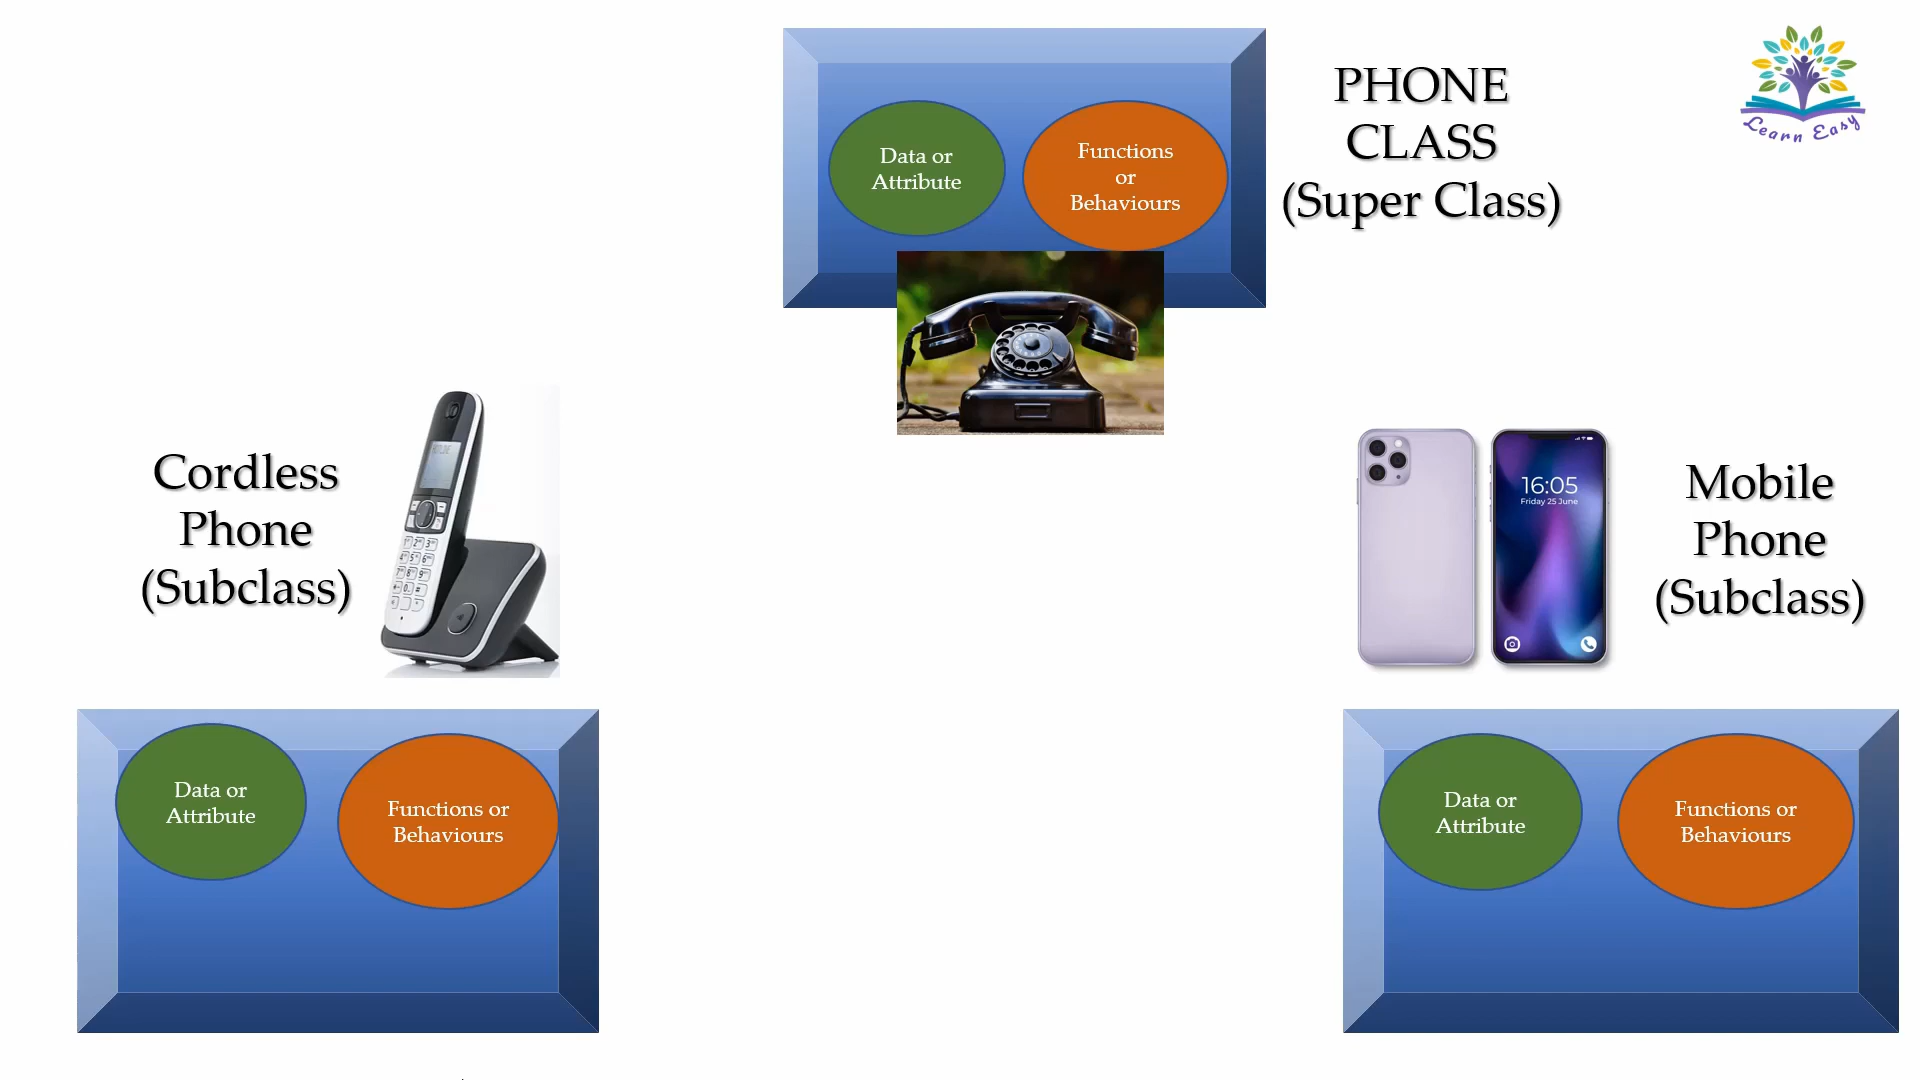 PHONE
CLASS
(Super Class)
Learn Easy
Data or
Attribute
Functions
or
Behaviours
Cordless
Phone
(Subclass)
16:05
Friday 25 June
Mobile
Phone
(Subclass)
Data or
Attribute
Functions or
Behaviours
Data or
Attribute
Functions or
Behaviours